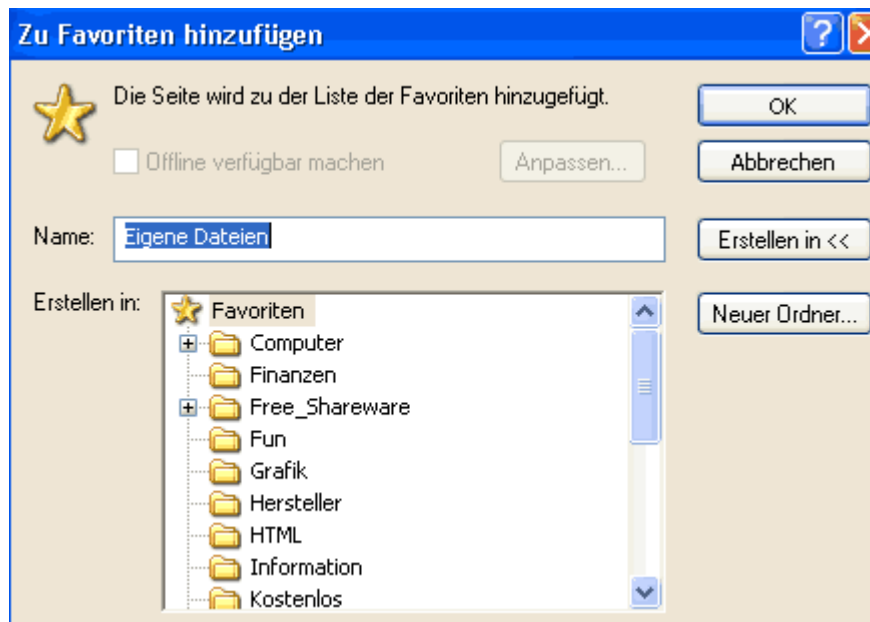 Zu Favoriten hinzufügen
Die Seite wird zu der Liste der Favoriten hinzugefügt.
OK
Offline verfügbar machen
Anpassen...
Abbrechen
Name:
Eigene Dateien
Erstellen in <<
Erstellen in:
Favoriten
Neuer Ordner...
Computer
Finanzen
Free_Shareware
Fun
Grafik
Hersteller
HTML
Information
Kostenlos